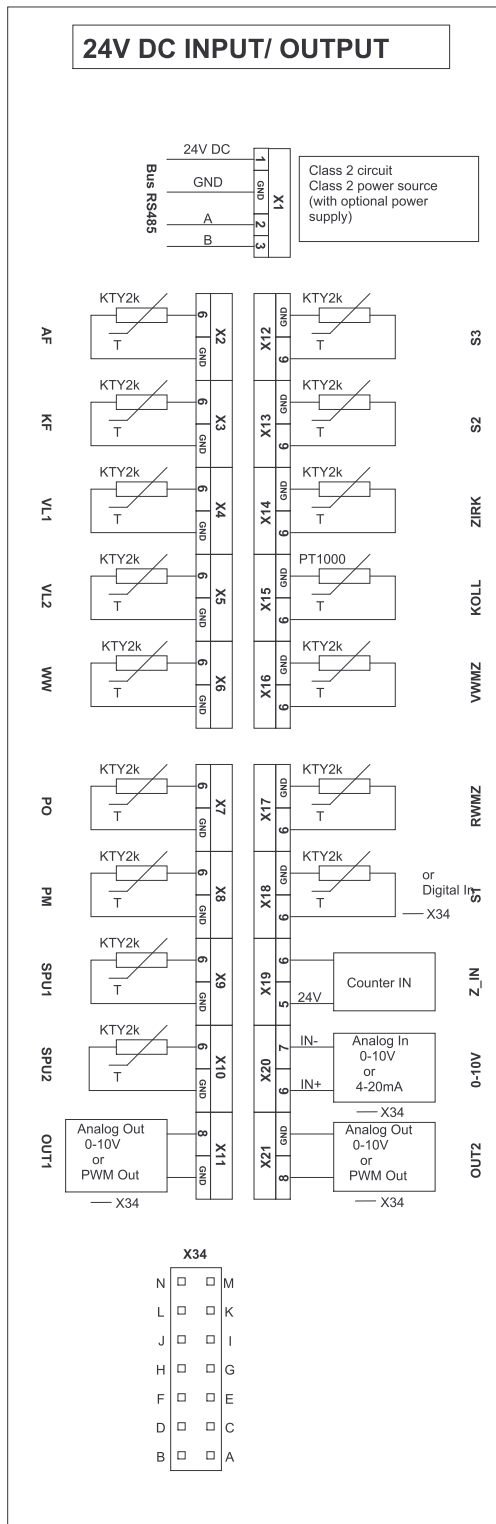 24V DC INPUT/ OUTPUT
Bus RS485
24V DC
GND
A
B
1
GND
2
3
X1
Class 2 circuit
Class 2 power source
(with optional power
supply)
AF
KTY2k
T
6
GND
X2
X12
GND
6
KTY2k
T
S3
KF
KTY2k
T
6
GND
X3
X13
GND
6
KTY2k
T
S2
VL1
KTY2k
T
6
GND
X4
X14
GND
6
KTY2k
T
ZIRK
VL2
KTY2k
T
6
GND
X5
X15
GND
6
PT1000
T
KOLL
WW
KTY2k
T
6
GND
X6
X16
GND
6
KTY2k
T
VWMZ
PO
KTY2k
T
6
GND
X7
X17
GND
6
KTY2k
T
RWMZ
PM
KTY2k
T
6
GND
X8
X18
GND
6
KTY2k
T
or
Digital In
X34
S1
SPU1
KTY2k
T
6
GND
X9
X19
6
5
24V
Counter IN
Z_IN
SPU2
KTY2k
T
6
GND
X10
X20
7
6
IN-
IN+
Analog In
0-10V
or
4-20mA
X34
0-10V
OUT1
Analog Out
0-10V
or
PWM Out
X34
8
GND
X11
X21
GND
8
Analog Out
0-10V
or
PWM Out
X34
OUT2
X34
N M
L K
J I
H G
F E
D C
B A